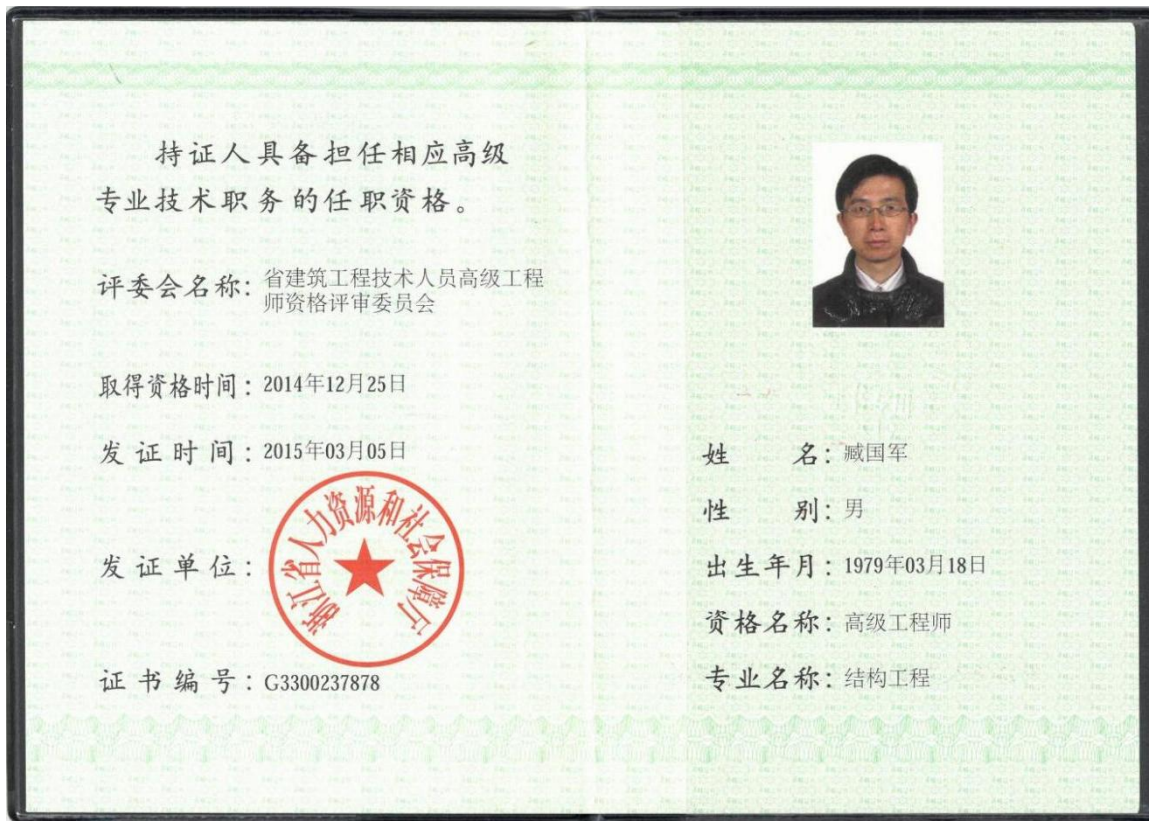 持证人具备担任相应高级
专业技术职务的任职资格。
评委会名称：省建筑工程技术人员高级工程
师资格评审委员会
取得资格时间：2014年12月25日
发证时间：2015年03月05日
发证单位：
浙江省人力资源和社会保障厅
证书编号：G3300237878
姓名：臧国军
性别：男
出生年月：1979年03月18日
资格名称：高级工程师
专业名称：结构工程